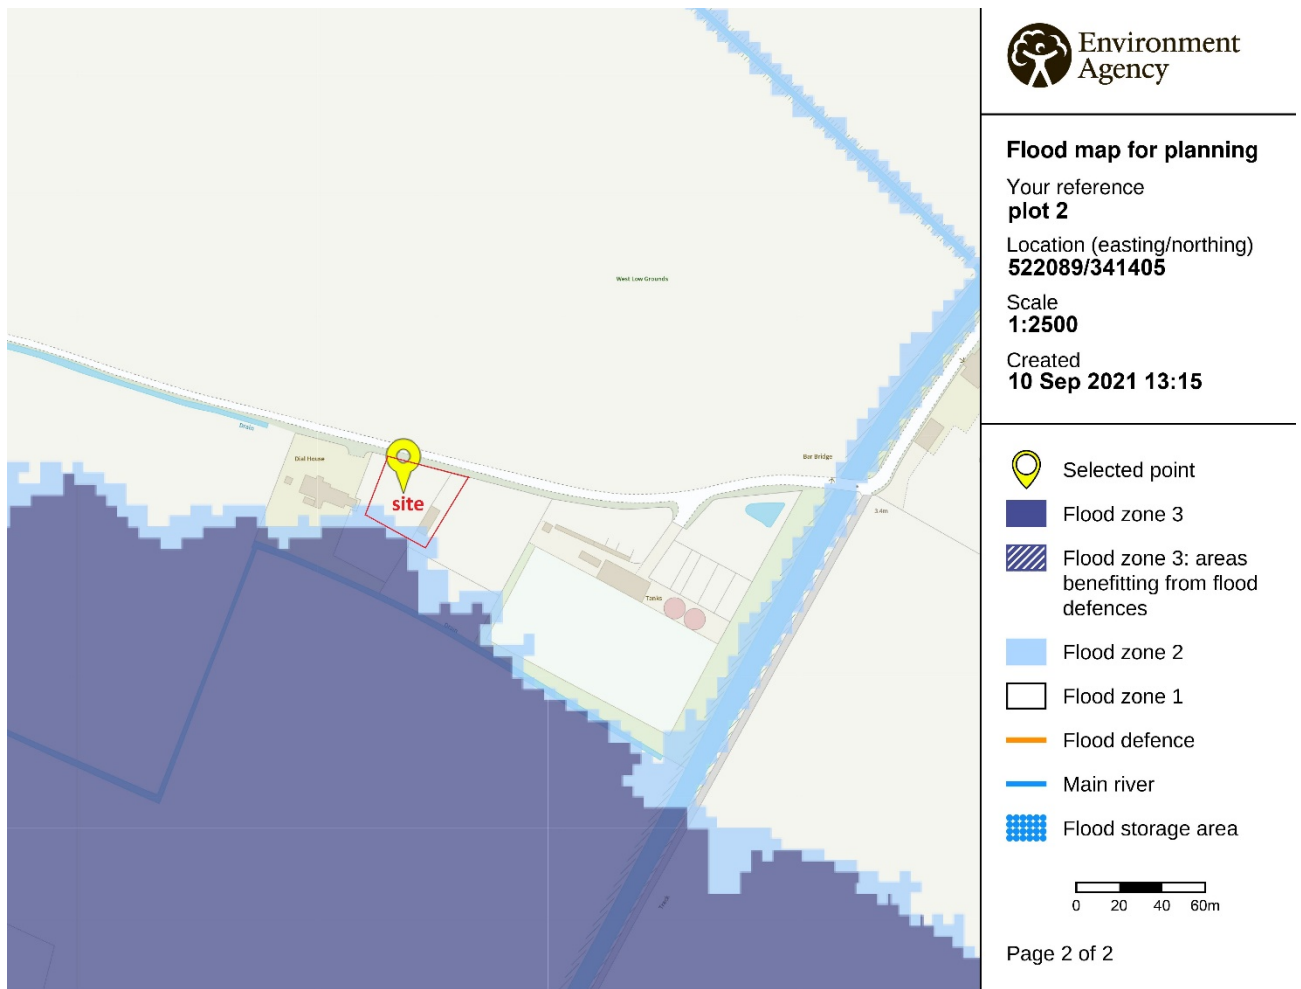 Environment
Agency
Flood map for planning
Your reference
plot 2
Location (easting/northing)
522089/341405
Scale
1:2500
Created
10 Sep 2021 13:15
Selected point
Flood zone 3
Flood zone 3: areas
benefitting from flood
defences
Flood zone 2
Flood zone 1
Flood defence
Main river
Flood storage area
0 20 40 60m
Page 2 of 2
West Low Grounds
Drain
Dial House
site
Bar Bridge
3.4m
Tanks
Track